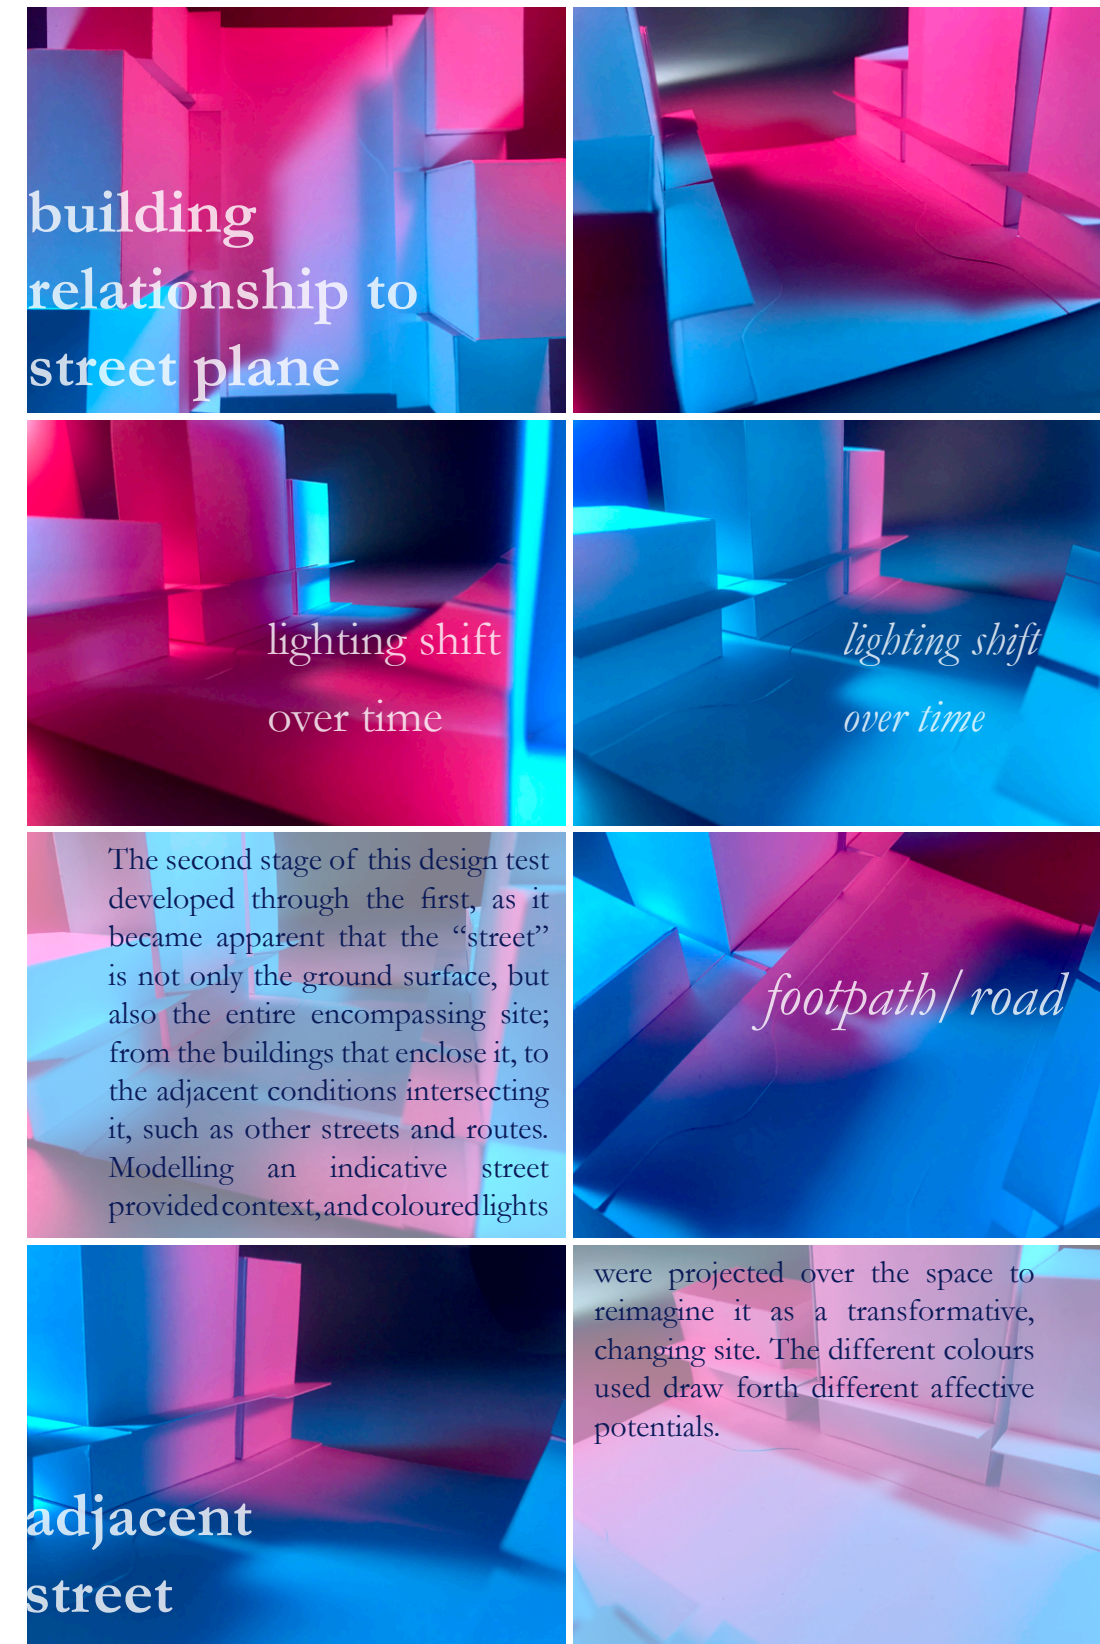 building
relationship to
street plane
lighting shift
over time
lighting shift
over time
The second stage of this design test
developed through the first, as it
became apparent that the “street”
is not only the ground surface, but
also the entire encompassing site;
from the buildings that enclose it, to
the adjacent conditions intersecting
it, such as other streets and routes.
Modelling an indicative street
provided context, and coloured lights
footpath/ road
adjacent
street
were projected over the space to
reimagine it as a transformative,
changing site. The different colours
used draw forth different affective
potentials.